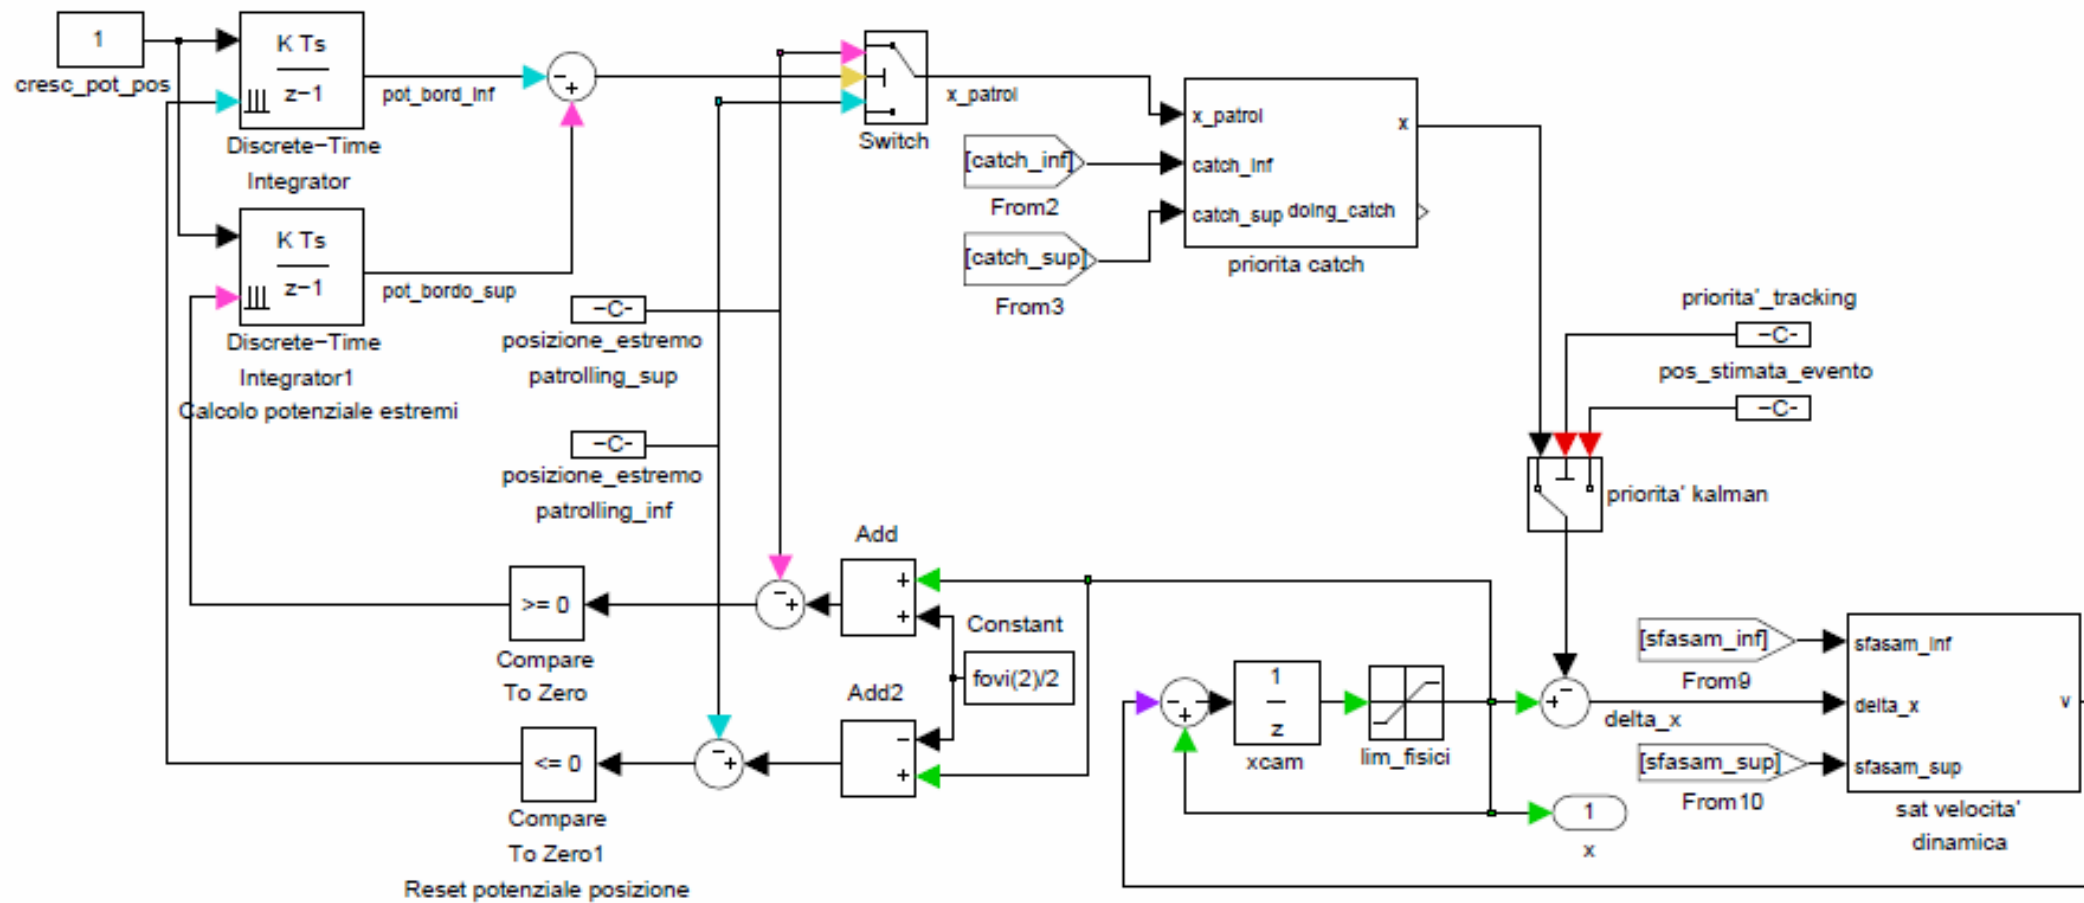 1
cresc_pot_pos
K Ts
z-1
pot_bord_inf
Discrete-Time
Integrator
K Ts
z-1
pot_bordo_sup
Discrete-Time
Integrator1
Calcolo potenziale estremi
-
+
Switch
x_patrol
[catch_inf]
From2
[catch_sup]
From3
x_patrol
catch_inf
catch_sup
x
doing_catch
priorita catch
-C-
posizione_estremo
patrolling_sup
-C-
posizione_estremo
patrolling_inf
priorita'_tracking
-C-
pos_stimata_evento
-C-
priorita' kalman
Add
+
+
-
+
>= 0
Compare
To Zero
Constant
fovi(2)/2
Add2
-
+
-
+
<= 0
Compare
To Zero1
Reset potenziale posizione
-
+
1
z
xcam
lim_fisici
+
-
delta_x
1
x
[sfasam_inf]
From9
[sfasam_sup]
From10
sfasam_inf
delta_x
sfasam_sup
v
sat velocita'
dinamica